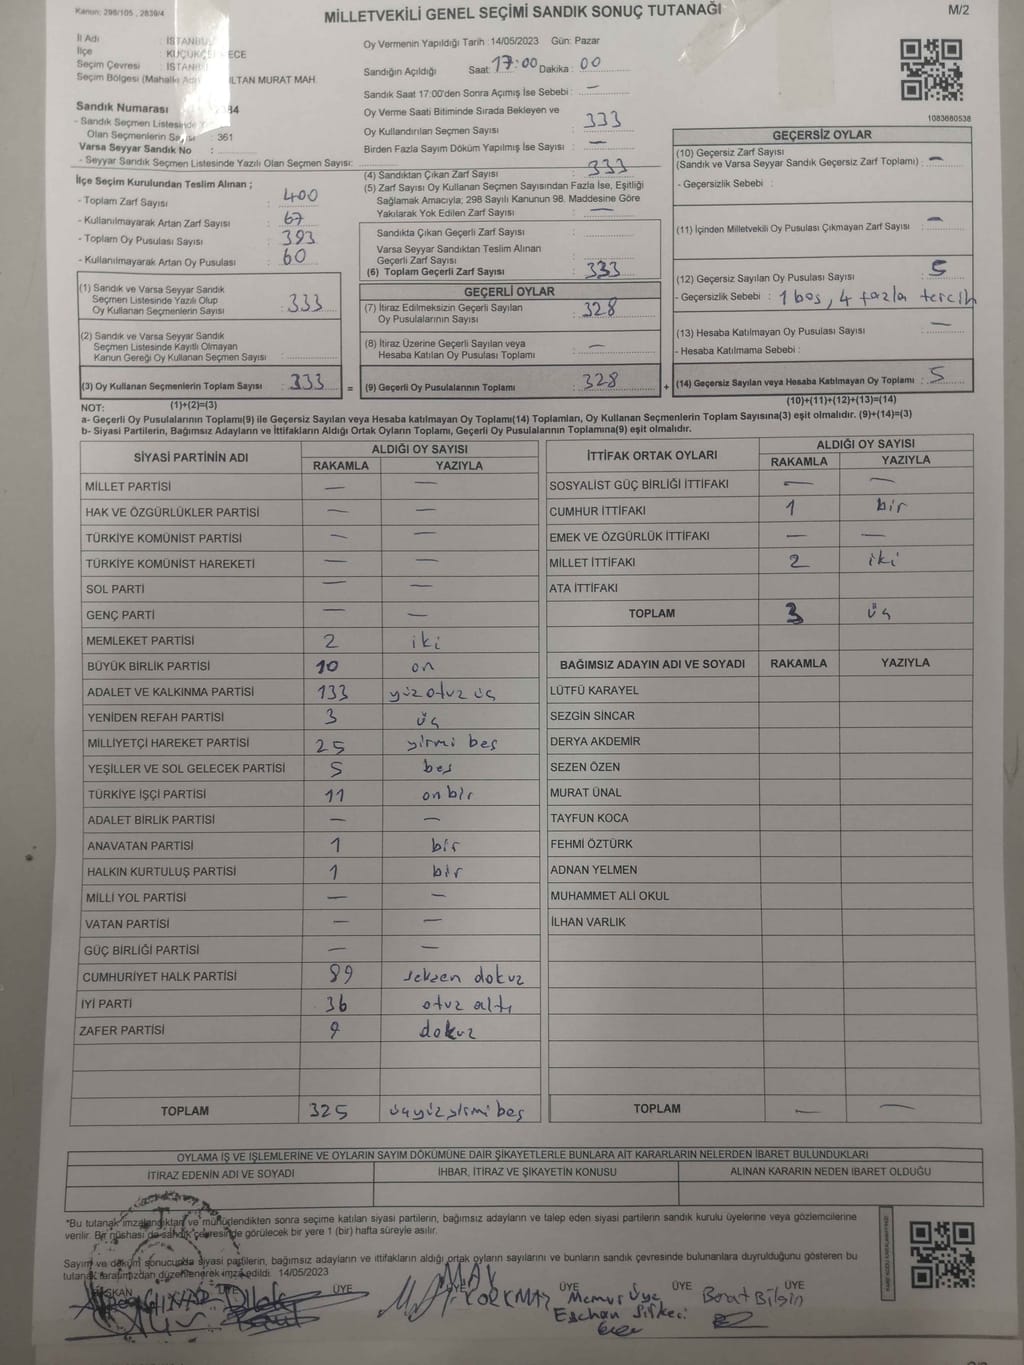 Kanun: 298/105 , 2839/4
MİLLETVEKİLİ GENEL SEÇİMİ SANDIK SONUÇ TUTANAĞI
M/2
İl Adı : İSTANBUL
İlçe : KÜÇÜKÇEKMECE
Seçim Çevresi : İSTANBUL
Seçim Bölgesi (Mahalle Adı) LTAN MURAT MAH.
Sandık Numarası 84
- Sandık Seçmen Listesinde Yazılı
Olan Seçmenlerin Sayısı : 361
Varsa Seyyar Sandık No :
- Seyyar Sandık Seçmen Listesinde Yazılı Olan Seçmen Sayısı:
Oy Vermenin Yapıldığı Tarih :14/05/2023 Gün: Pazar
Sandığın Açıldığı Saat: 17:00 Dakika : 00
Sandık Saat 17:00'den Sonra Açımış İse Sebebi : —
Oy Verme Saati Bitiminde Sırada Bekleyen ve
Oy Kullandırılan Seçmen Sayısı : 333
Birden Fazla Sayım Döküm Yapılmış İse Sayısı : —
1083680538
İlçe Seçim Kurulundan Teslim Alınan ;
- Toplam Zarf Sayısı : 400
- Kullanılmayarak Artan Zarf Sayısı : 67
- Toplam Oy Pusulası Sayısı : 393
- Kullanılmayarak Artan Oy Pusulası : 60
(4) Sandıktan Çıkan Zarf Sayısı : 333
(5) Zarf Sayısı Oy Kullanan Seçmen Sayısından Fazla İse, Eşitliği
Sağlamak Amacıyla; 298 Sayılı Kanunun 98. Maddesine Göre
Yakılarak Yok Edilen Zarf Sayısı : —
Sandıkta Çıkan Geçerli Zarf Sayısı :
Varsa Seyyar Sandıktan Teslim Alınan
Geçerli Zarf Sayısı :
(6) Toplam Geçerli Zarf Sayısı : 333
GEÇERSİZ OYLAR
(10) Geçersiz Zarf Sayısı
(Sandık ve Varsa Seyyar Sandık Geçersiz Zarf Toplamı) : —
- Geçersizlik Sebebi :
(11) İçinden Milletvekili Oy Pusulası Çıkmayan Zarf Sayısı : —
(12) Geçersiz Sayılan Oy Pusulası Sayısı : 5
- Geçersizlik Sebebi : 1 boş, 4 fazla tercih
(13) Hesaba Katılmayan Oy Pusulası Sayısı : —
- Hesaba Katılmama Sebebi :
(14) Geçersiz Sayılan veya Hesaba Katılmayan Oy Toplamı : 5
(10)+(11)+(12)+(13)=(14)
(1) Sandık ve Varsa Seyyar Sandık
Seçmen Listesinde Yazılı Olup
Oy Kullanan Seçmenlerin Sayısı : 333
(2) Sandık ve Varsa Seyyar Sandık
Seçmen Listesinde Kayıtlı Olmayan
Kanun Gereği Oy Kullanan Seçmen Sayısı :
(3) Oy Kullanan Seçmenlerin Toplam Sayısı : 333 =
(1)+(2)=(3)
GEÇERLİ OYLAR
(7) İtiraz Edilmeksizin Geçerli Sayılan
Oy Pusulalarının Sayısı : 328
(8) İtiraz Üzerine Geçerli Sayılan veya
Hesaba Katılan Oy Pusulası Toplamı : —
(9) Geçerli Oy Pusulalarının Toplamı : 328 +
NOT:
a- Geçerli Oy Pusulalarının Toplamı(9) ile Geçersiz Sayılan veya Hesaba katılmayan Oy Toplamı(14) Toplamları, Oy Kullanan Seçmenlerin Toplam Sayısına(3) eşit olmalıdır. (9)+(14)=(3)
b- Siyasi Partilerin, Bağımsız Adayların ve İttifakların Aldığı Ortak Oyların Toplamı, Geçerli Oy Pusulalarının Toplamına(9) eşit olmalıdır.
SİYASİ PARTİNİN ADI ALDIĞI OY SAYISI
RAKAMLA YAZIYLA
MİLLET PARTİSİ — —
HAK VE ÖZGÜRLÜKLER PARTİSİ — —
TÜRKİYE KOMÜNİST PARTİSİ — —
TÜRKİYE KOMÜNİST HAREKETİ — —
SOL PARTİ — —
GENÇ PARTİ — —
MEMLEKET PARTİSİ 2 iki
BÜYÜK BİRLİK PARTİSİ 10 on
ADALET VE KALKINMA PARTİSİ 133 yüz otuz üç
YENİDEN REFAH PARTİSİ 3 üç
MİLLİYETÇİ HAREKET PARTİSİ 25 yirmi beş
YEŞİLLER VE SOL GELECEK PARTİSİ 5 beş
TÜRKİYE İŞÇİ PARTİSİ 11 on bir
ADALET BİRLİK PARTİSİ — —
ANAVATAN PARTİSİ 1 bir
HALKIN KURTULUŞ PARTİSİ 1 bir
MİLLİ YOL PARTİSİ — —
VATAN PARTİSİ — —
GÜÇ BİRLİĞİ PARTİSİ — —
CUMHURİYET HALK PARTİSİ 89 seksen dokuz
İYİ PARTİ 36 otuz altı
ZAFER PARTİSİ 9 dokuz
TOPLAM 325 üçyüz yirmi beş
İTTİFAK ORTAK OYLARI ALDIĞI OY SAYISI
RAKAMLA YAZIYLA
SOSYALİST GÜÇ BİRLİĞİ İTTİFAKI — —
CUMHUR İTTİFAKI 1 bir
EMEK VE ÖZGÜRLÜK İTTİFAKI — —
MİLLET İTTİFAKI 2 iki
ATA İTTİFAKI
TOPLAM 3 üç
BAĞIMSIZ ADAYIN ADI VE SOYADI RAKAMLA YAZIYLA
LÜTFÜ KARAYEL
SEZGİN SİNCAR
DERYA AKDEMİR
SEZEN ÖZEN
MURAT ÜNAL
TAYFUN KOCA
FEHMİ ÖZTÜRK
ADNAN YELMEN
MUHAMMET ALİ OKUL
İLHAN VARLIK
TOPLAM — —
OYLAMA İŞ VE İŞLEMLERİNE VE OYLARIN SAYIM DÖKÜMÜNE DAİR ŞİKAYETLERLE BUNLARA AİT KARARLARIN NELERDEN İBARET BULUNDUKLARI
İTİRAZ EDENİN ADI VE SOYADI İHBAR, İTİRAZ VE ŞİKAYETİN KONUSU ALINAN KARARIN NEDEN İBARET OLDUĞU
"Bu tutanak imzalandıktan ve mühürlendikten sonra seçime katılan siyasi partilerin, bağımsız adayların ve talep eden siyasi partilerin sandık kurulu üyelerine veya gözlemcilerine
verilir. Bir nüshası da sandık çevresinde görülecek bir yere 1 (bir) hafta süreyle asılır.
Sayım ve döküm sonucunda siyasi partilerin, bağımsız adayların ve ittifakların aldığı ortak oyların sayılarını ve bunların sandık çevresinde bulunanlara duyrulduğunu gösteren bu
tutanak tarafımızdan düzenlenerek imza edildi. 14/05/2023
BAŞKAN ÜYE ÜYE ÜYE ÜYE ÜYE
KORKMAZ Memur Üye Berat Bilgin